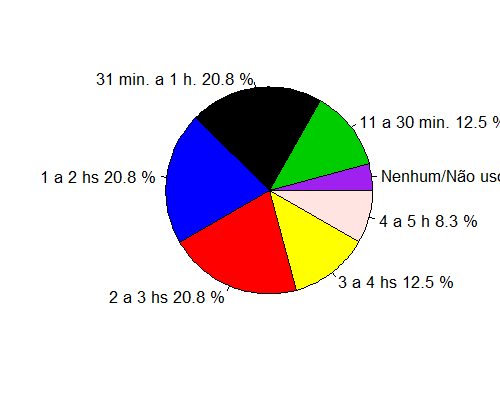 31 min. a 1 h. 20.8 %
11 a 30 min. 12.5 %
1 a 2 hs 20.8 %
Nenhum/Não uso
4 a 5 h 8.3 %
3 a 4 hs 12.5 %
2 a 3 hs 20.8 %